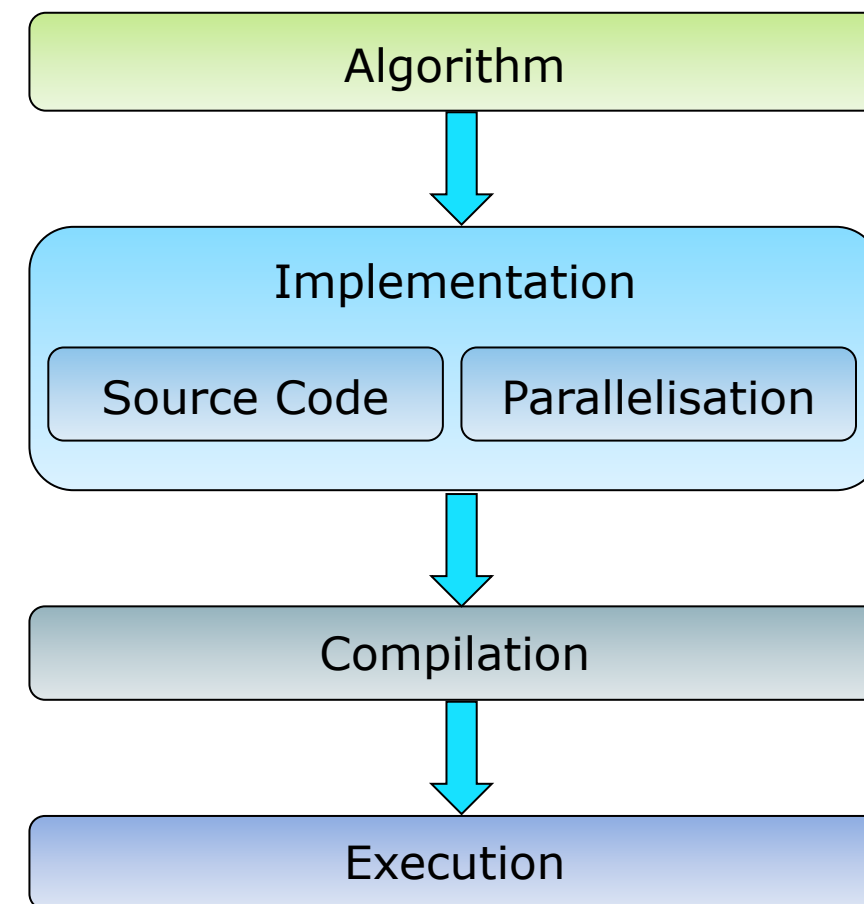 Algorithm
Implementation
Source Code
Parallelisation
Compilation
Execution